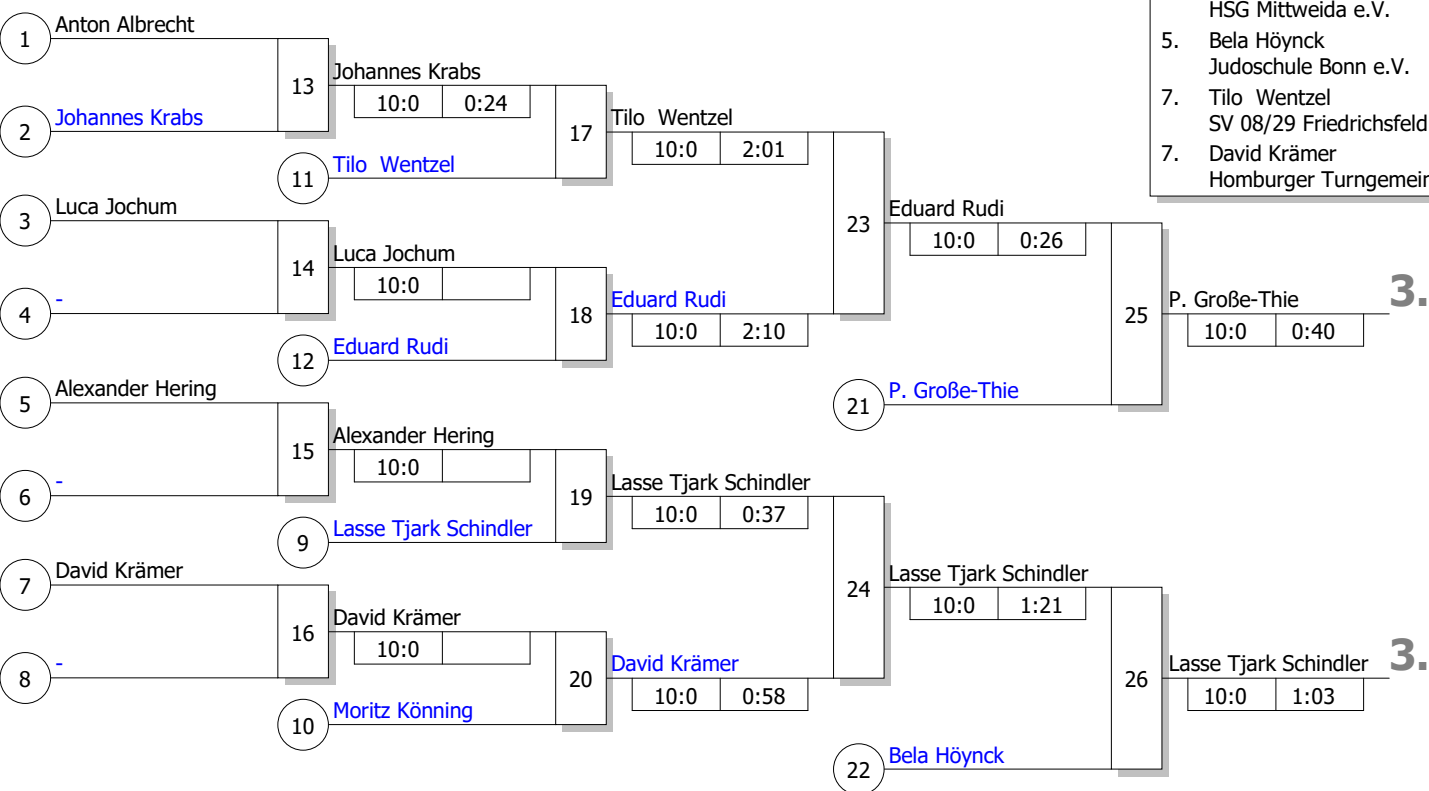 HSG Mittweida e.V.
5. Bela Höynck
Judoschule Bonn e.V.
7. Tilo Wentzel
SV 08/29 Friedrichsfeld
7. David Krämer
Homburger Turngemein
1 Anton Albrecht
13 Johannes Krabs
10:0 0:24
2 Johannes Krabs
17 Tilo Wentzel
10:0 2:01
11 Tilo Wentzel
3 Luca Jochum
23 Eduard Rudi
10:0 0:26
14 Luca Jochum
10:0
4 -
18 Eduard Rudi
10:0 2:10
25 P. Große-Thie 3.
10:0 0:40
12 Eduard Rudi
5 Alexander Hering
21 P. Große-Thie
15 Alexander Hering
10:0
6 -
19 Lasse Tjark Schindler
10:0 0:37
9 Lasse Tjark Schindler
7 David Krämer
24 Lasse Tjark Schindler
10:0 1:21
16 David Krämer
10:0
8 -
20 David Krämer
10:0 0:58
26 Lasse Tjark Schindler 3.
10:0 1:03
10 Moritz Könning
22 Bela Höynck